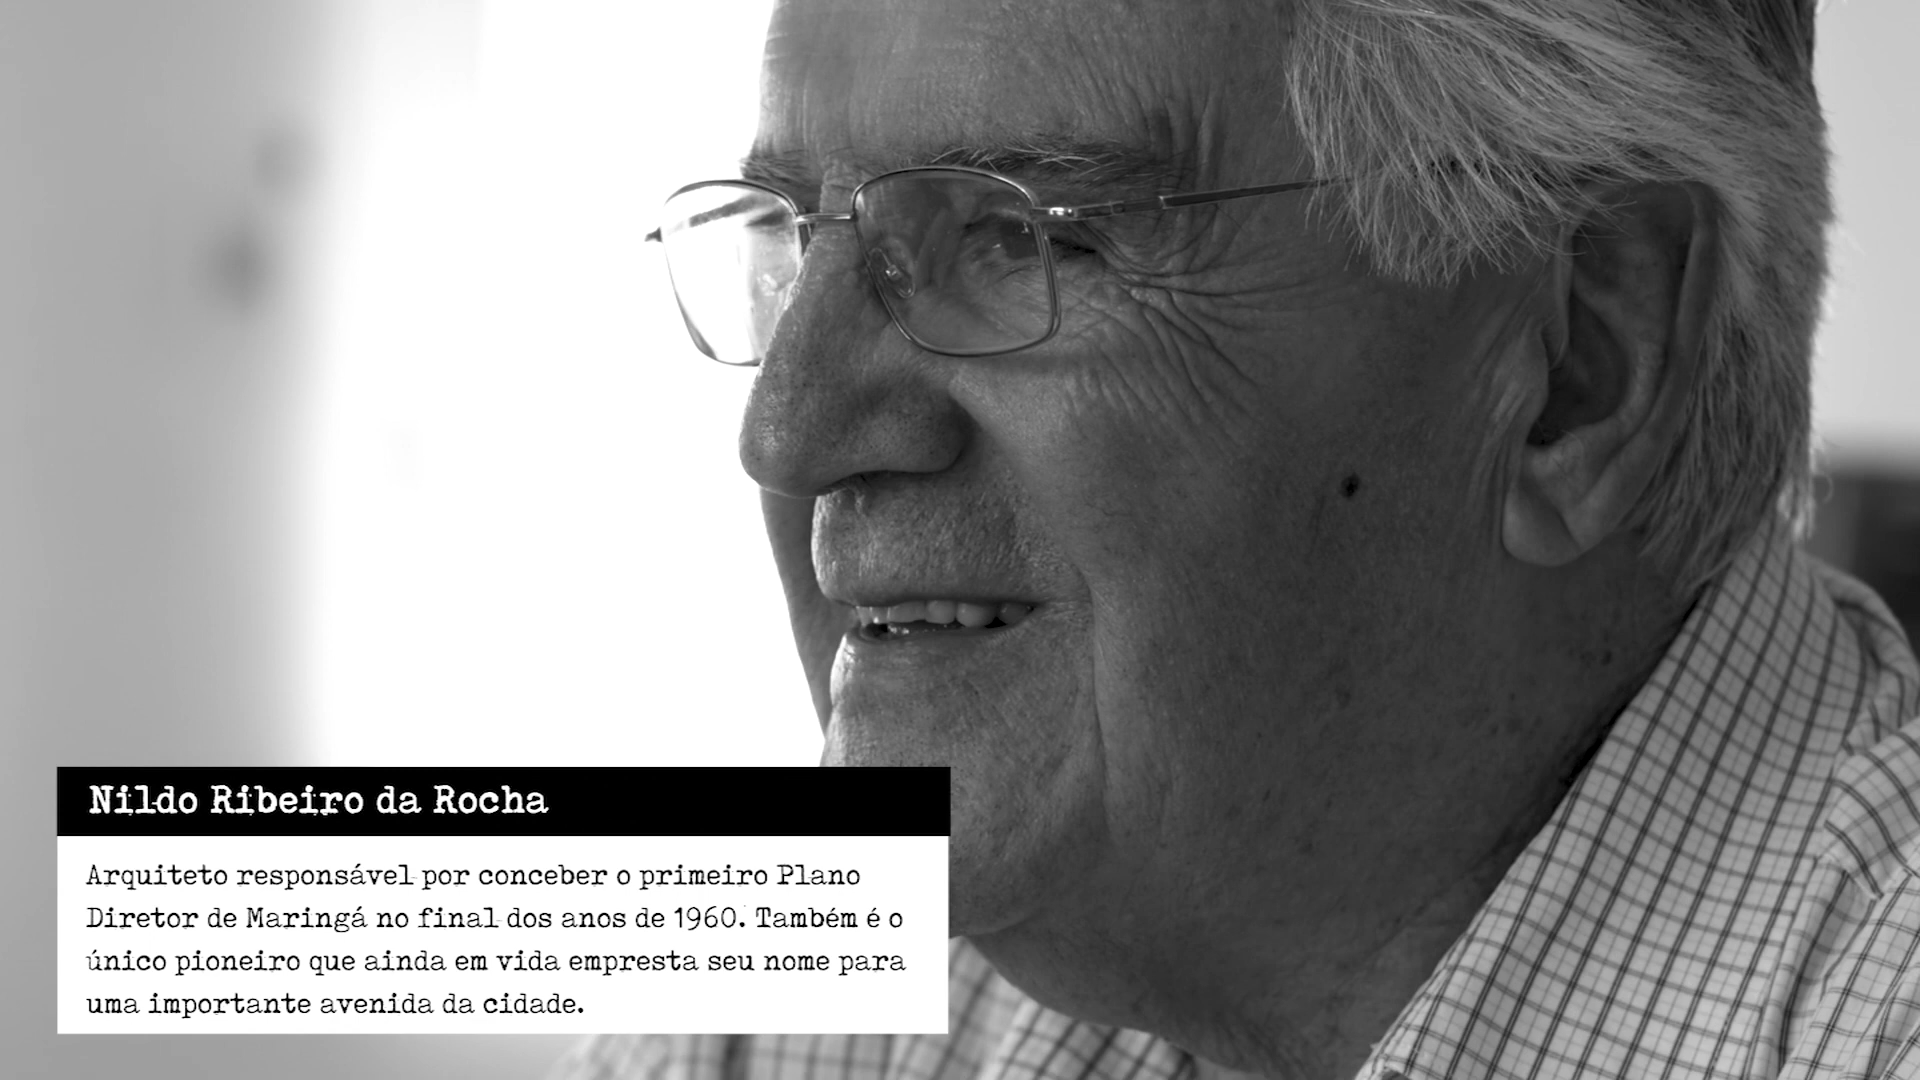 Nildo Ribeiro da Rocha
Arquiteto responsável por conceber o primeiro Plano
Diretor de Maringá no final dos anos de 1960. Também é o
único pioneiro que ainda em vida empresta seu nome para
uma importante avenida da cidade.